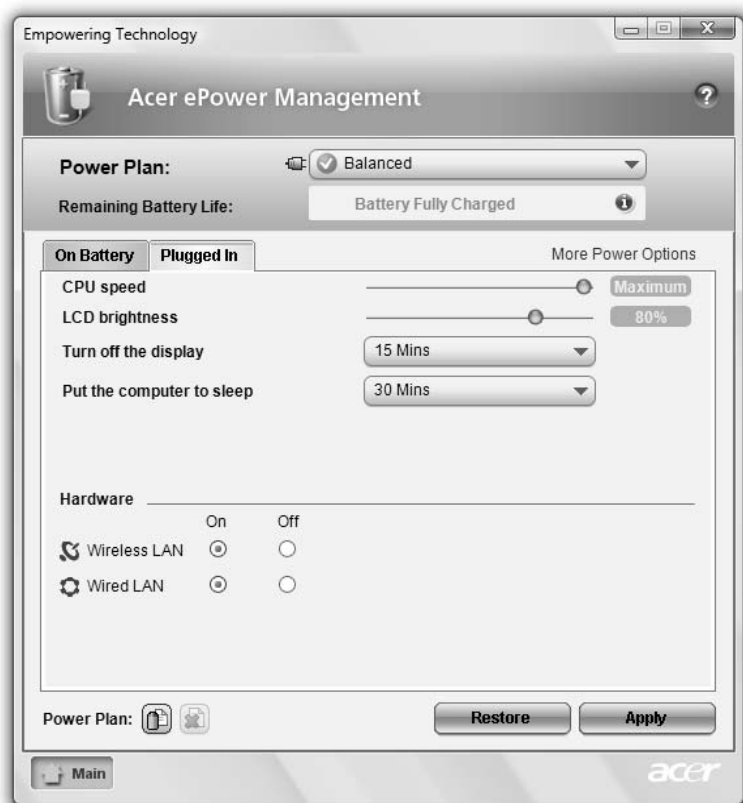 Empowering Technology
Acer ePower Management
?
Power Plan: Balanced
Remaining Battery Life: Battery Fully Charged
On Battery Plugged In More Power Options
CPU speed Maximum
LCD brightness 80%
Turn off the display 15 Mins
Put the computer to sleep 30 Mins
Hardware
On Off
Wireless LAN
Wired LAN
Power Plan: Restore Apply
Main acer